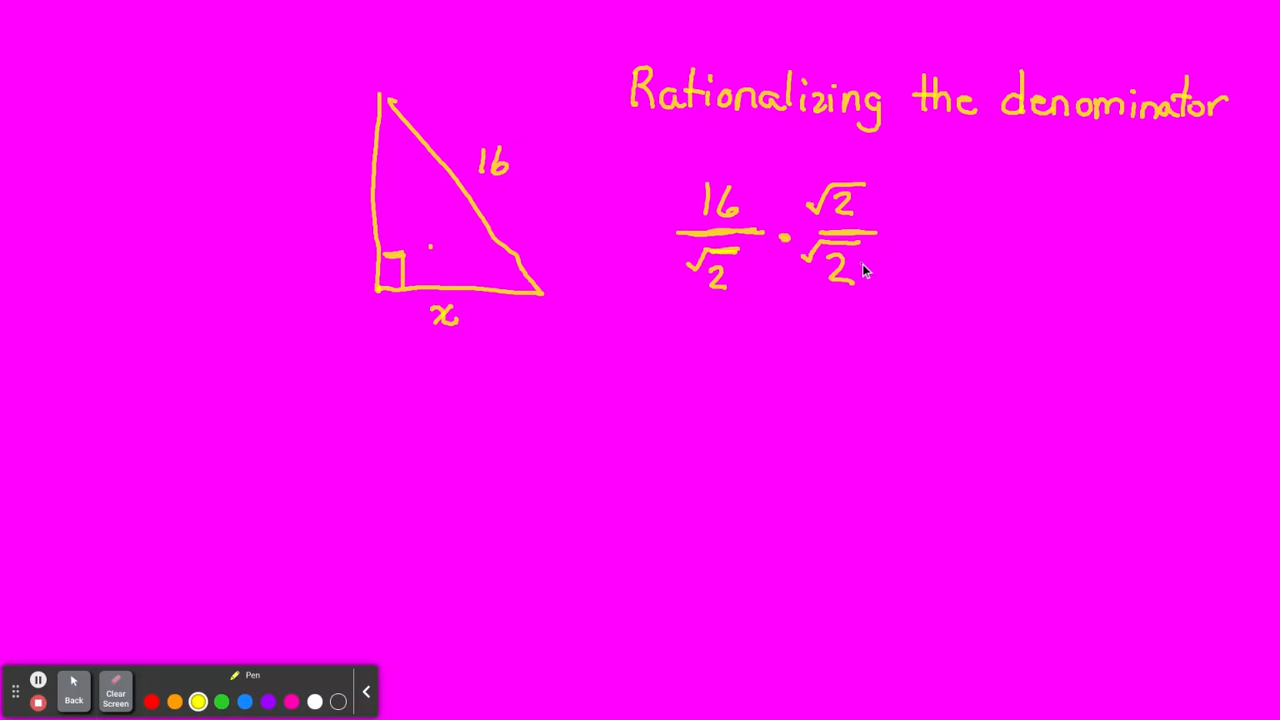 Rationalizing the denominator
16
16 √2
√2 · √2
x
Pen
Back
Clear
Screen